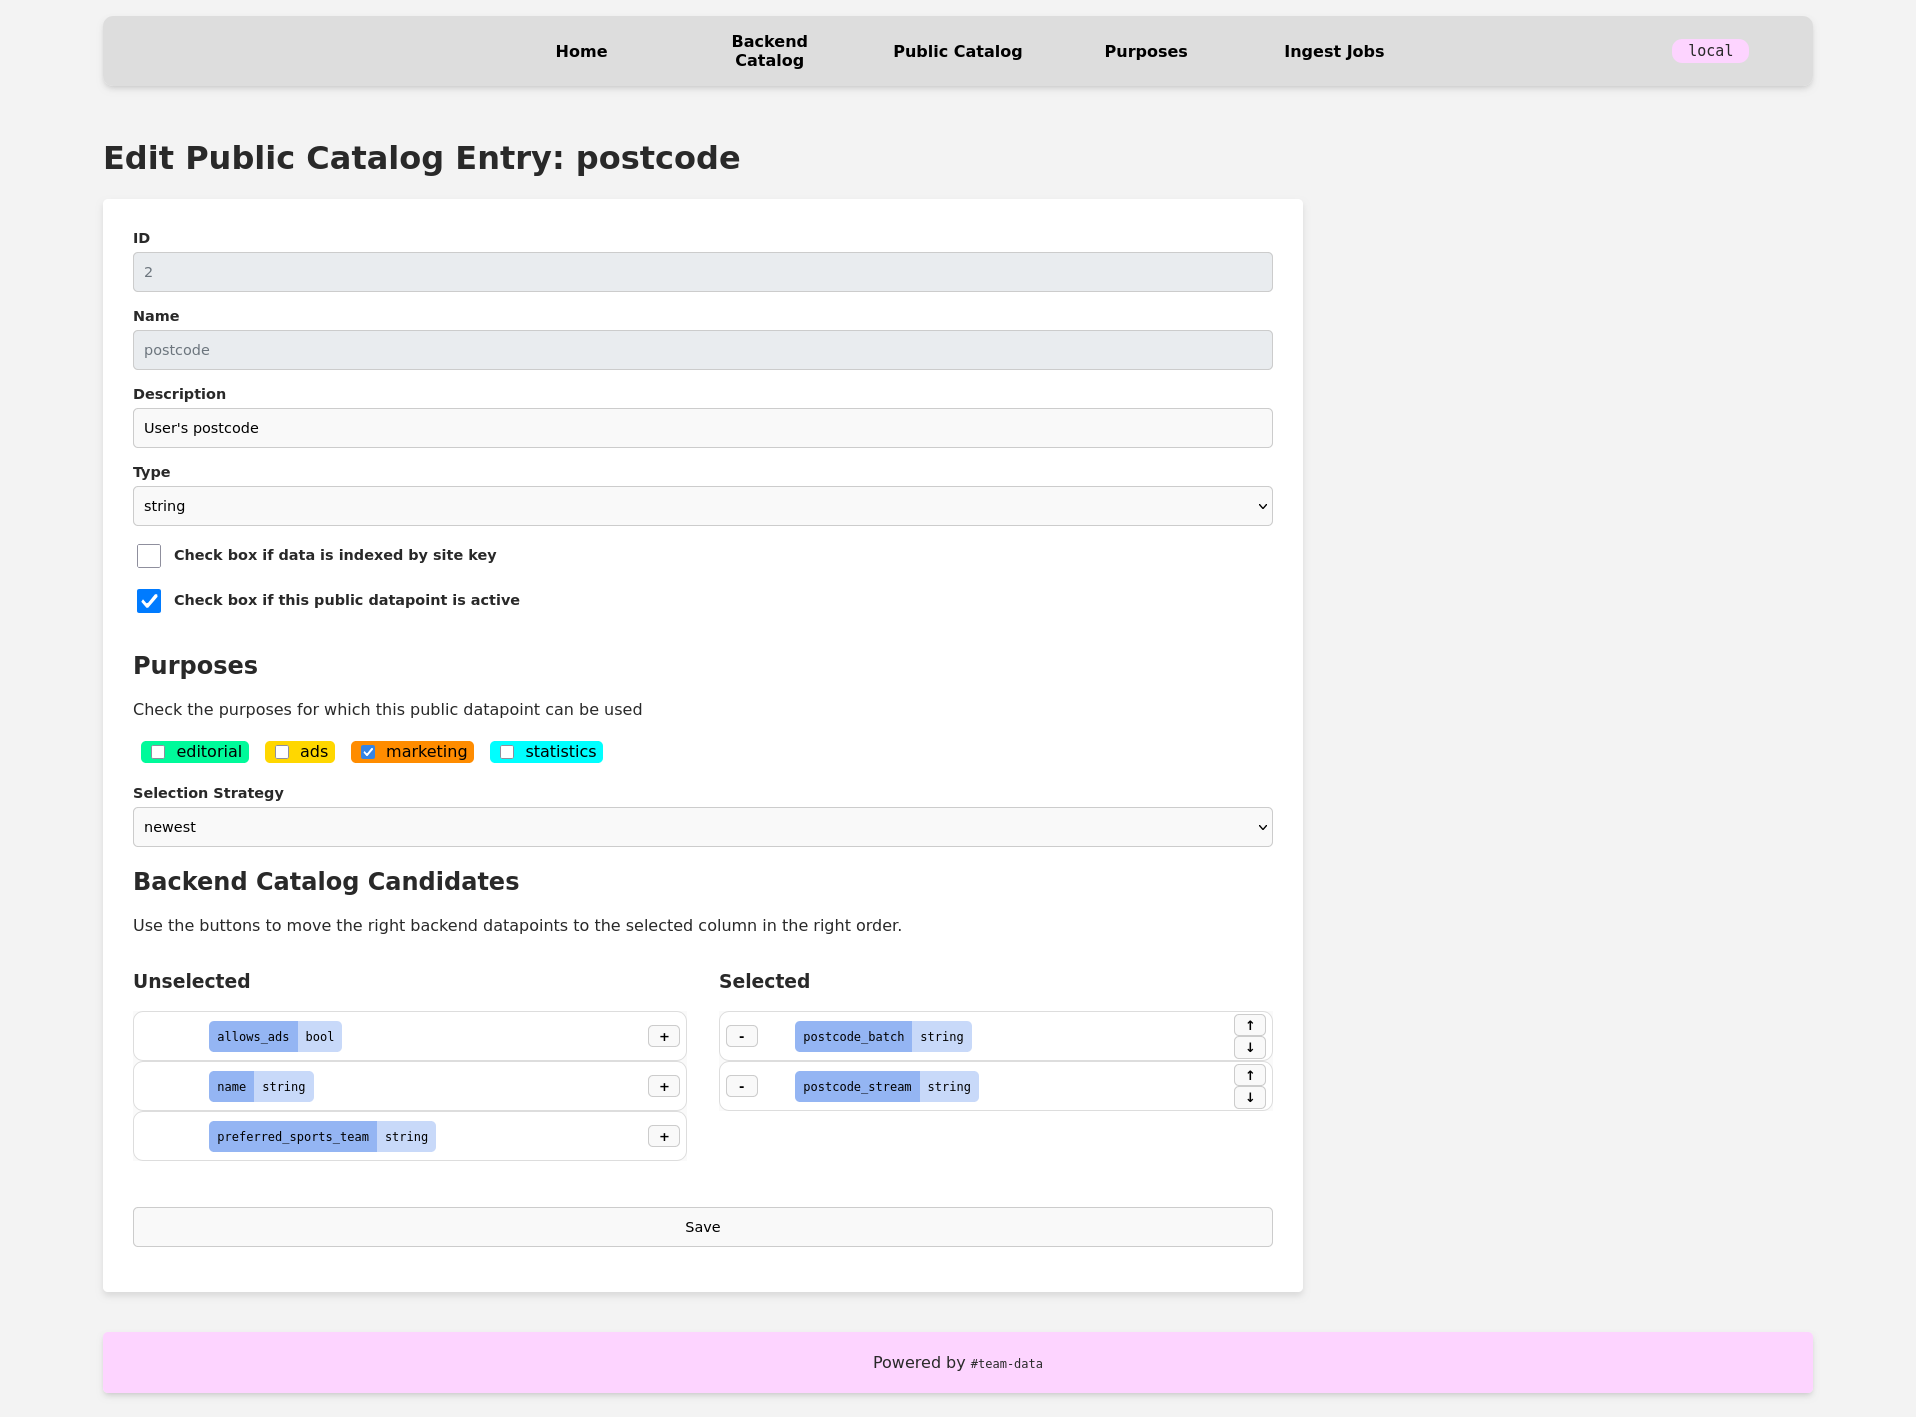 Home
Backend
Catalog
Public Catalog
Purposes
Ingest Jobs
local
Edit Public Catalog Entry: postcode
ID
2
Name
postcode
Description
User's postcode
Type
string
Check box if data is indexed by site key
Check box if this public datapoint is active
Purposes
Check the purposes for which this public datapoint can be used
editorial ads marketing statistics
Selection Strategy
newest
Backend Catalog Candidates
Use the buttons to move the right backend datapoints to the selected column in the right order.
Unselected
allows_ads bool +
name string +
preferred_sports_team string +
Selected
- postcode_batch string ↑ ↓
- postcode_stream string ↑ ↓
Save
Powered by #team-data